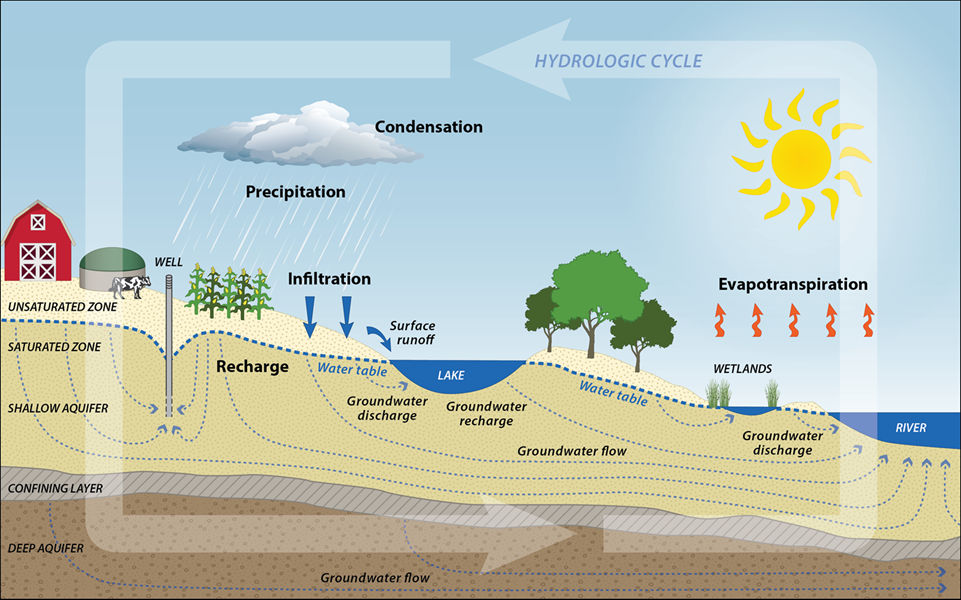 HYDROLOGIC CYCLE
Condensation
Precipitation
WELL
Infiltration
Evapotranspiration
UNSATURATED ZONE
Surface
runoff
SATURATED ZONE
Recharge
Water table
LAKE
WETLANDS
Water table
Groundwater
discharge
Groundwater
recharge
SHALLOW AQUIFER
RIVER
Groundwater
discharge
Groundwater flow
CONFINING LAYER
DEEP AQUIFER
Groundwater flow